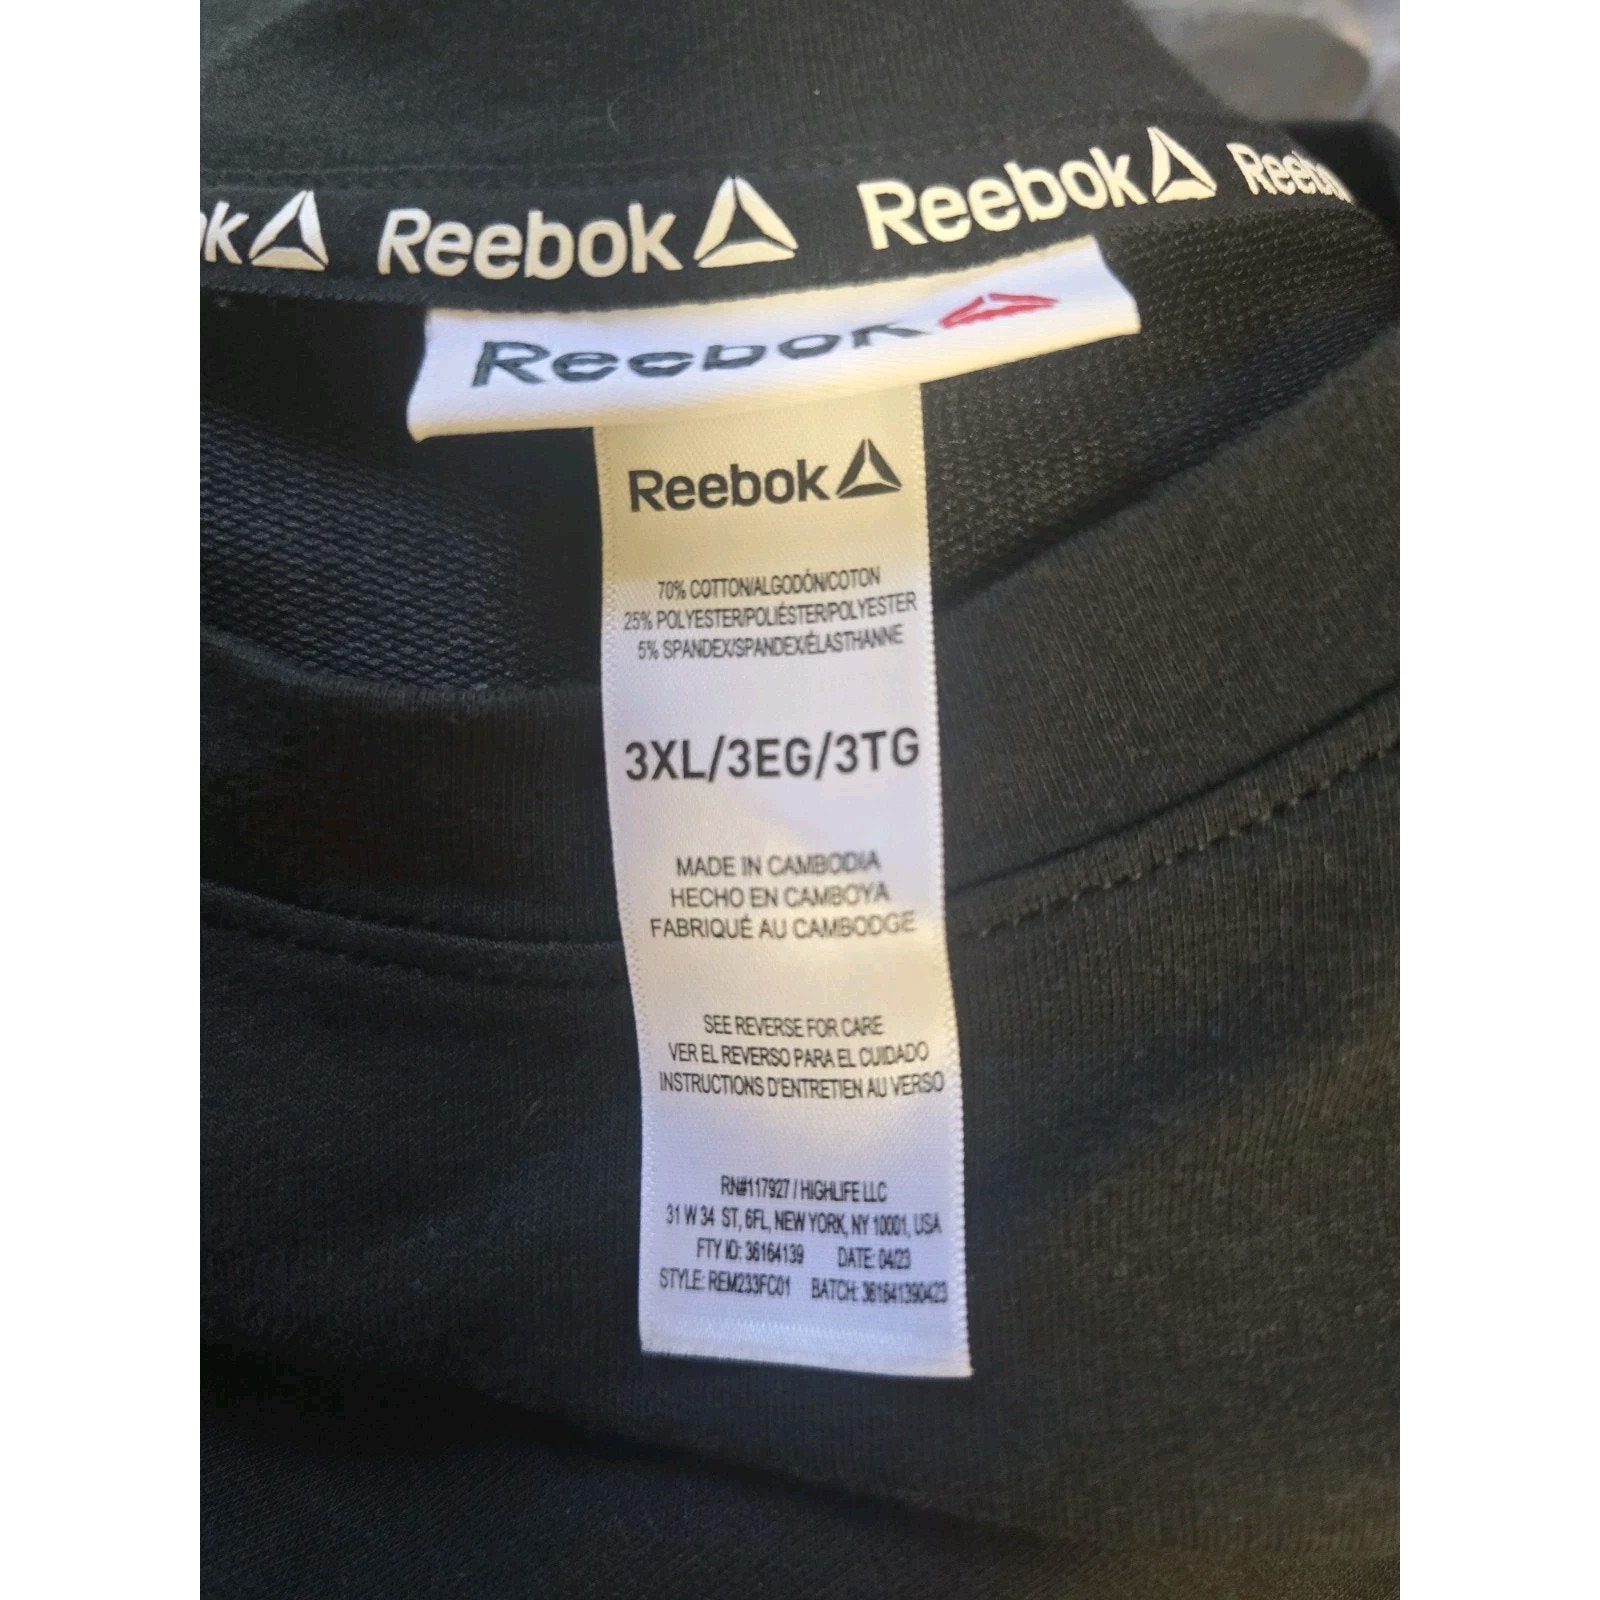 ok
Reebok
Reebok
Reebok
Reebok
Reebok
70% COTTON/ALGODÓN/COTON
25% POLYESTER/POLIÉSTER/POLYESTER
5% SPANDEX/SPANDEX/ÉLASTHANNE
3XL/3EG/3TG
MADE IN CAMBODIA
HECHO EN CAMBOYA
FABRIQUÉ AU CAMBODGE
SEE REVERSE FOR CARE
VER EL REVERSO PARA EL CUIDADO
INSTRUCTIONS D'ENTRETIEN AU VERSO
RN#117927 / HIGHLIFE LLC
31 W 34 ST, 6FL, NEW YORK, NY 10001, USA
FTY ID: 36164139 DATE: 04/23
STYLE: REM233FC01 BATCH: 361641390423